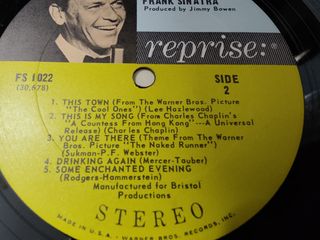 FRANK SINATRA
Produced by Jimmy Bowen
reprise:
FS 1022
(30,678)
SIDE
2
1. THIS TOWN (From The Warner Bros. Picture
"The Cool Ones") (Lee Hazlewood)
2. THIS IS MY SONG (From Charles Chaplin's
"A Countess From Hong Kong"—A Universal
Release) (Charles Chaplin)
3. YOU ARE THERE (Theme From The Warner
Bros. Picture "The Naked Runner")
(Sukman-P.F. Webster)
4. DRINKING AGAIN (Mercer-Tauber)
5. SOME ENCHANTED EVENING
(Rodgers-Hammerstein)
Manufactured for Bristol
Productions
STEREO
MADE IN U.S.A. • WARNER BROS. RECORDS, INC.